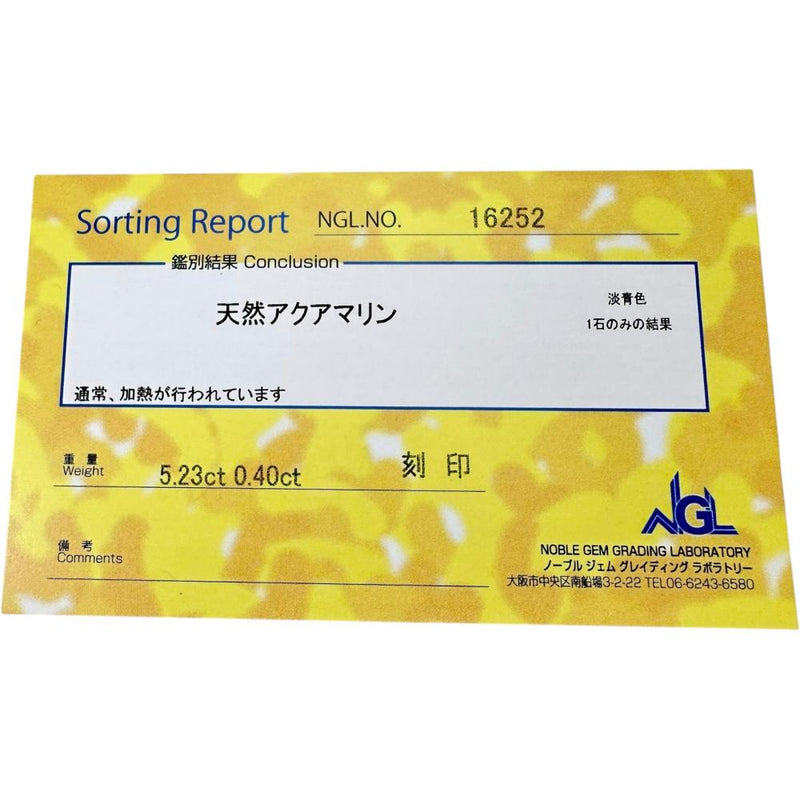 Sorting Report NGL.NO. 16252
鑑別結果 Conclusion
天然アクアマリン
淡青色
1石のみの結果
通常、加熱が行われています
重量
Weight
5.23ct 0.40ct 刻印
備考
Comments
NGL
NOBLE GEM GRADING LABORATORY
ノーブル ジェム グレイディング ラボラトリー
大阪市中央区南船場3-2-22 TEL06-6243-6580